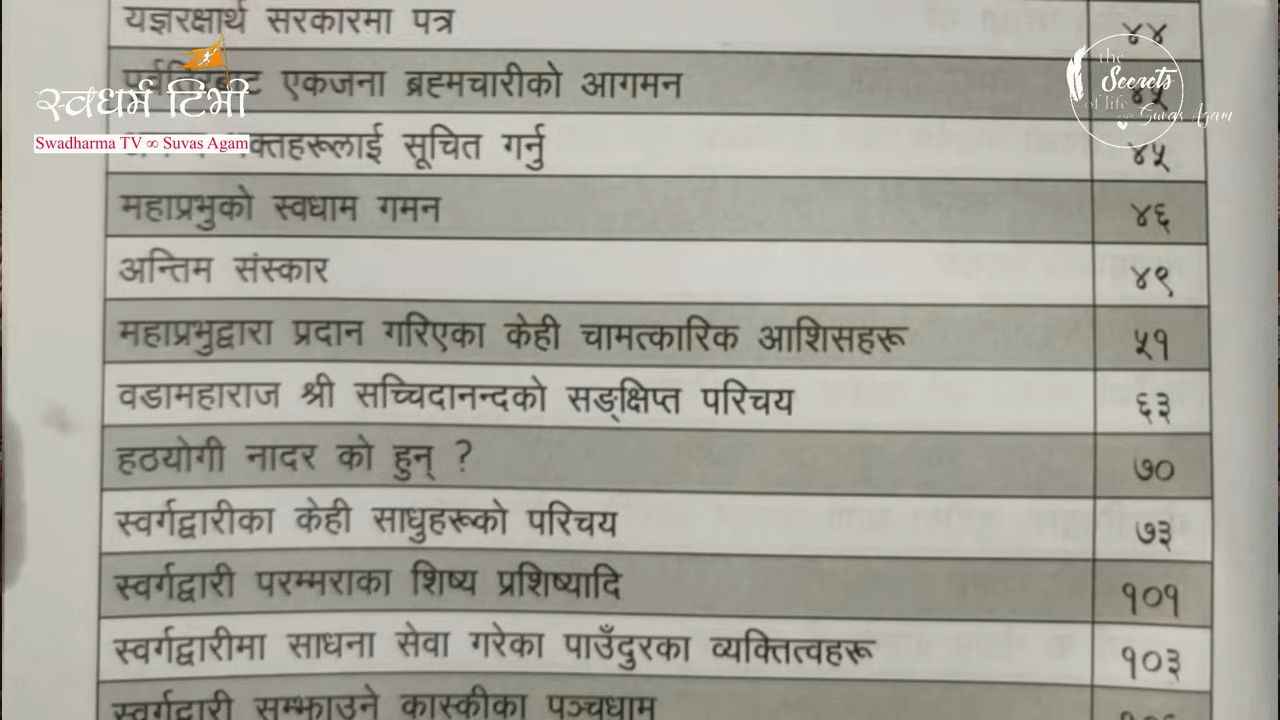 यज्ञरक्षार्थ सरकारमा पत्र ४४
एकजना ब्रह्मचारीको आगमन ४५
भक्तहरूलाई सूचित गर्नु ४५
महाप्रभुको स्वधाम गमन ४६
अन्तिम संस्कार ४९
महाप्रभुद्वारा प्रदान गरिएका केही चामत्कारिक आशिसहरू ५१
वडामहाराज श्री सच्चिदानन्दको सङ्क्षिप्त परिचय ६३
हठयोगी नादर को हुन् ? ७०
स्वर्गद्वारीका केही साधुहरूको परिचय ७३
स्वर्गद्वारी परम्मराका शिष्य प्रशिष्यादि १०१
स्वर्गद्वारीमा साधना सेवा गरेका पाउँदुरका व्यक्तित्वहरू १०३
स्वर्गद्वारी सम्झाउने कास्कीका पञ्चधाम
स्वधर्म टिभी
Swadharma TV ∞ Suvas Agam
the
Secrets
of life
with Suvas Agam